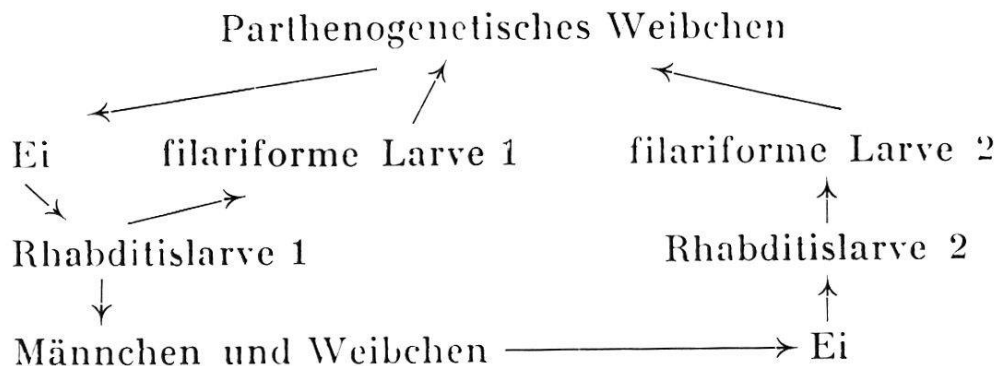 Parthenogenetisches Weibchen
Ei filariforme Larve 1 filariforme Larve 2
Rhabditislarve 1 Rhabditislarve 2
Männchen und Weibchen Ei